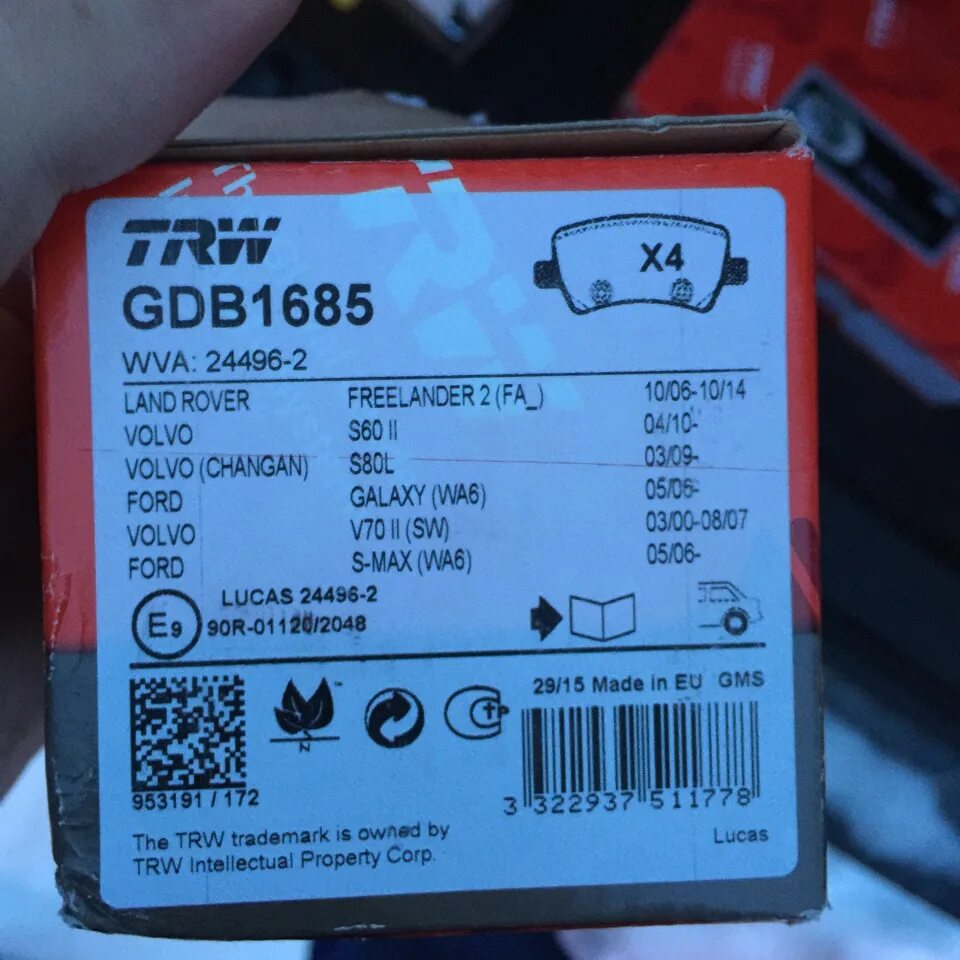 TRW
X4
GDB1685
WVA: 24496-2
LAND ROVER FREELANDER 2 (FA_) 10/06-10/14
VOLVO S60 II 04/10-
VOLVO (CHANGAN) S80L 03/09-
FORD GALAXY (WA6) 05/06-
VOLVO V70 II (SW) 03/00-08/07
FORD S-MAX (WA6) 05/06-
LUCAS 24496-2
E9 90R-01120/2048
29/15 Made in EU GMS
N
953191 / 172
3 322937 511778
The TRW trademark is owned by
TRW Intellectual Property Corp.
Lucas